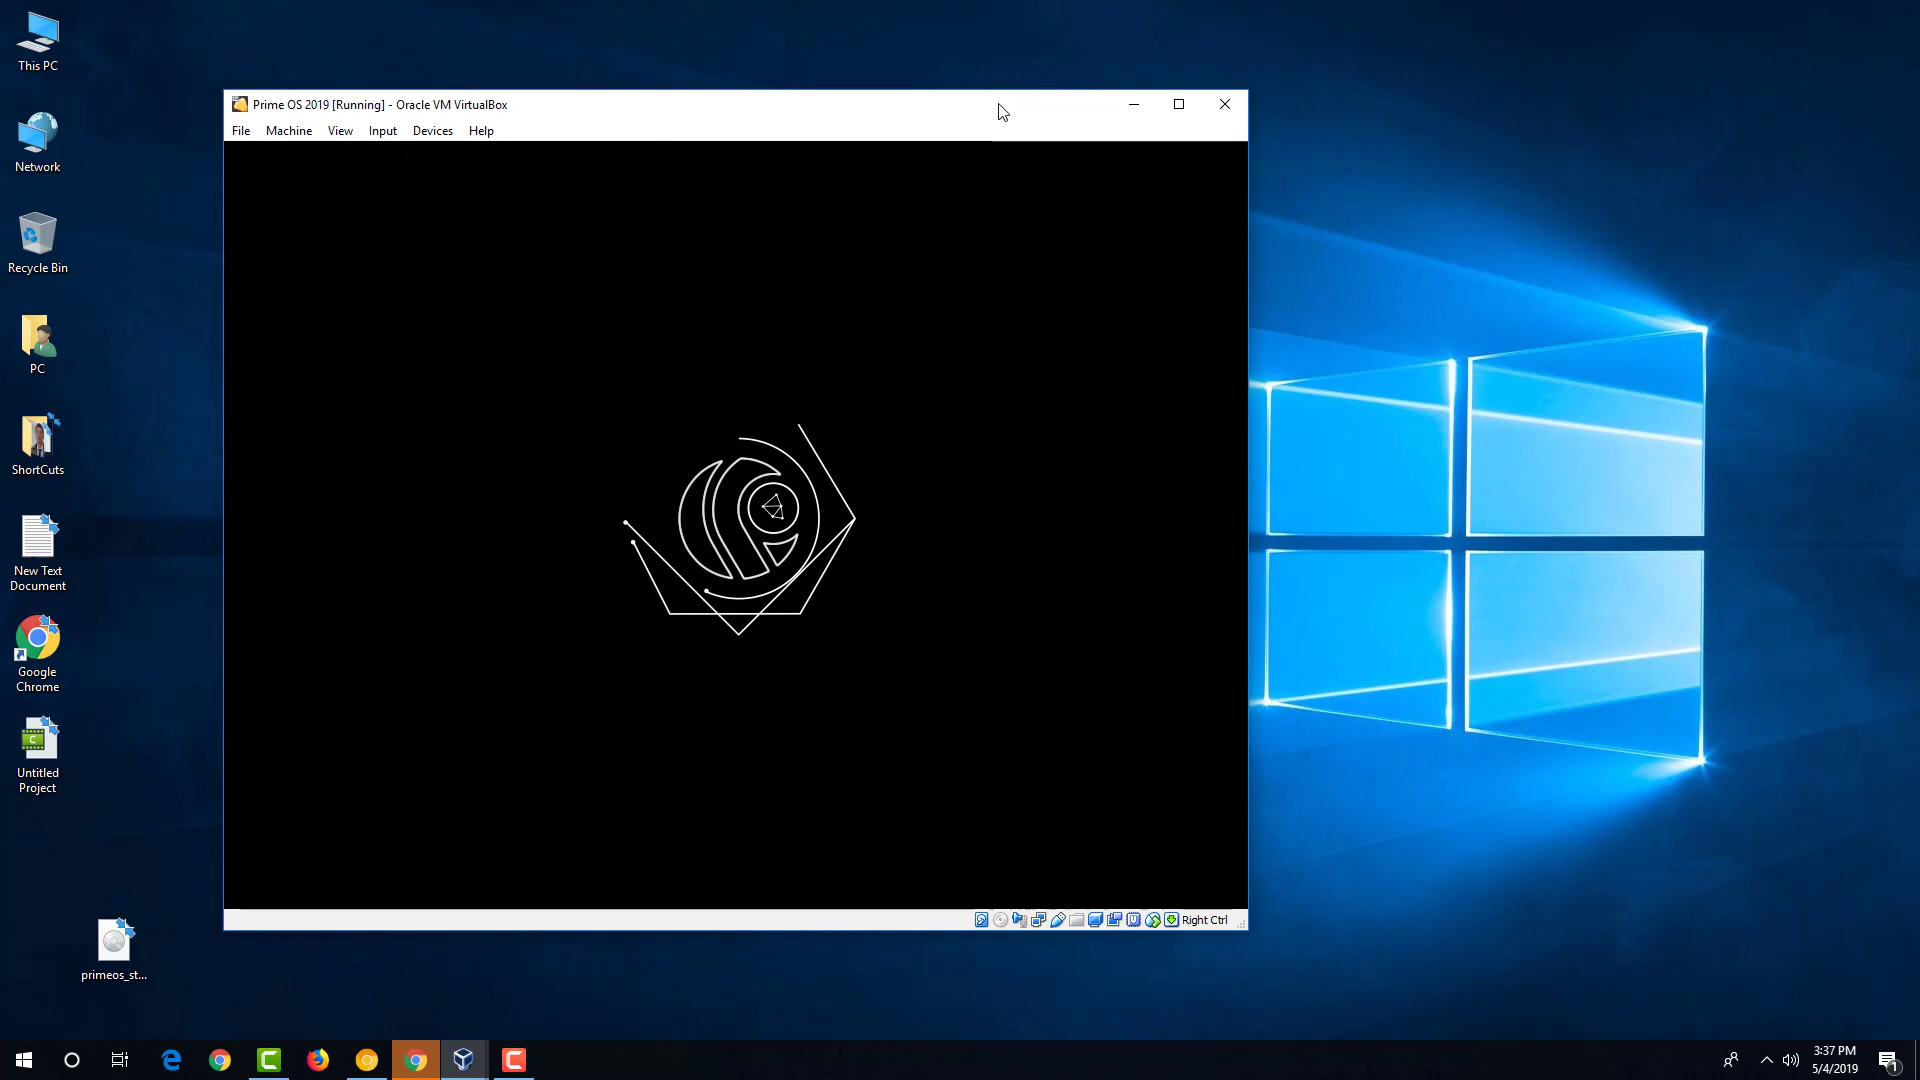 This PC
Network
Recycle Bin
PC
ShortCuts
New Text
Document
Google
Chrome
Untitled
Project
primeos_st...
Prime OS 2019 [Running] - Oracle VM VirtualBox
File Machine View Input Devices Help
Right Ctrl
3:37 PM
5/4/2019
1